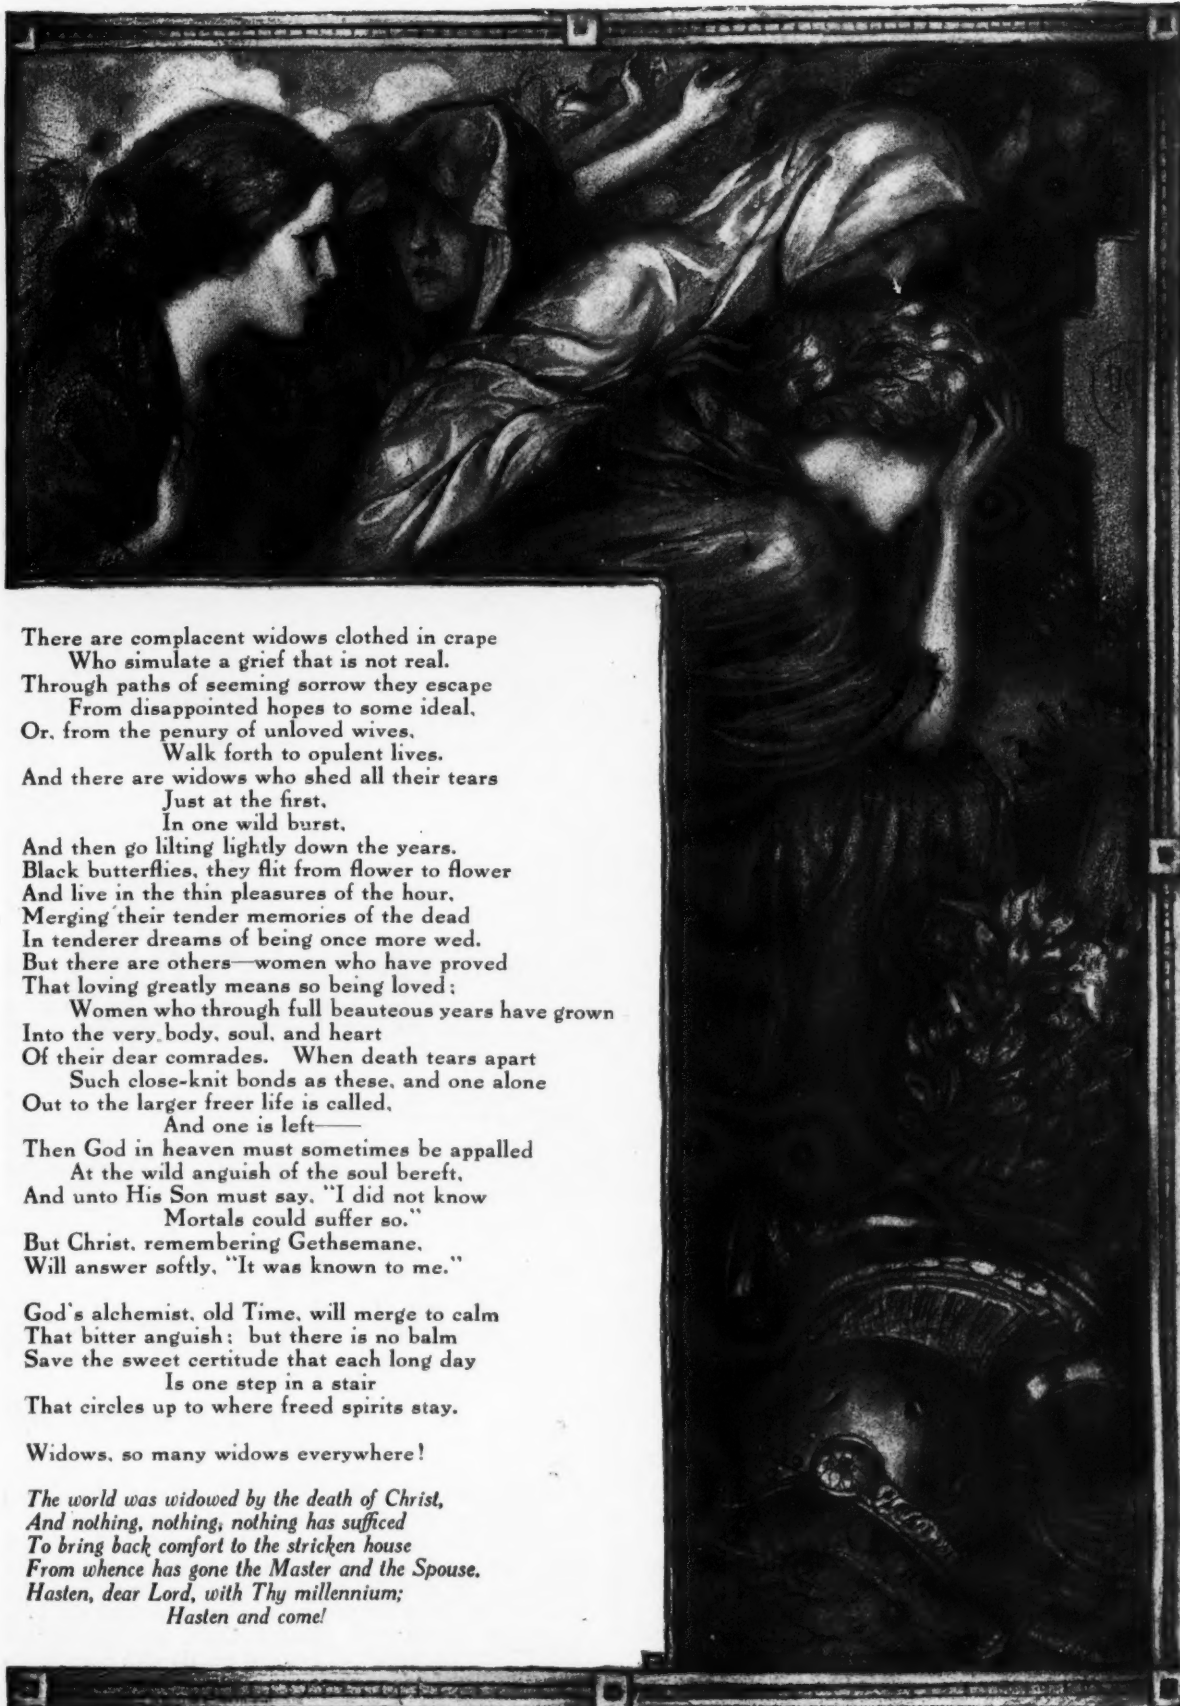 There are complacent widows clothed in crape
Who simulate a grief that is not real.
Through paths of seeming sorrow they escape
From disappointed hopes to some ideal,
Or, from the penury of unloved wives,
Walk forth to opulent lives.
And there are widows who shed all their tears
Just at the first,
In one wild burst,
And then go lilting lightly down the years.
Black butterflies, they flit from flower to flower
And live in the thin pleasures of the hour,
Merging their tender memories of the dead
In tenderer dreams of being once more wed.
But there are others—women who have proved
That loving greatly means so being loved;
Women who through full beauteous years have grown
Into the very body, soul, and heart
Of their dear comrades. When death tears apart
Such close-knit bonds as these, and one alone
Out to the larger freer life is called,
And one is left—
Then God in heaven must sometimes be appalled
At the wild anguish of the soul bereft,
And unto His Son must say, "I did not know
Mortals could suffer so."
But Christ, remembering Gethsemane,
Will answer softly, "It was known to me."
God's alchemist, old Time, will merge to calm
That bitter anguish; but there is no balm
Save the sweet certitude that each long day
Is one step in a stair
That circles up to where freed spirits stay.
Widows, so many widows everywhere!
The world was widowed by the death of Christ,
And nothing, nothing, nothing has sufficed
To bring back comfort to the stricken house
From whence has gone the Master and the Spouse.
Hasten, dear Lord, with Thy millennium;
Hasten and come!